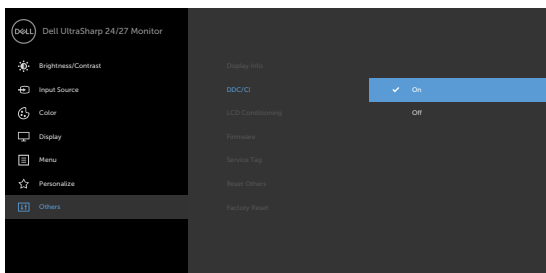 DELL Dell UltraSharp 24/27 Monitor
Brightness/Contrast
Input Source
Color
Display
Menu
Personalize
Others
Display Info
DDC/CI
LCD Conditioning
Firmware
Service Tag
Reset Others
Factory Reset
On
Off